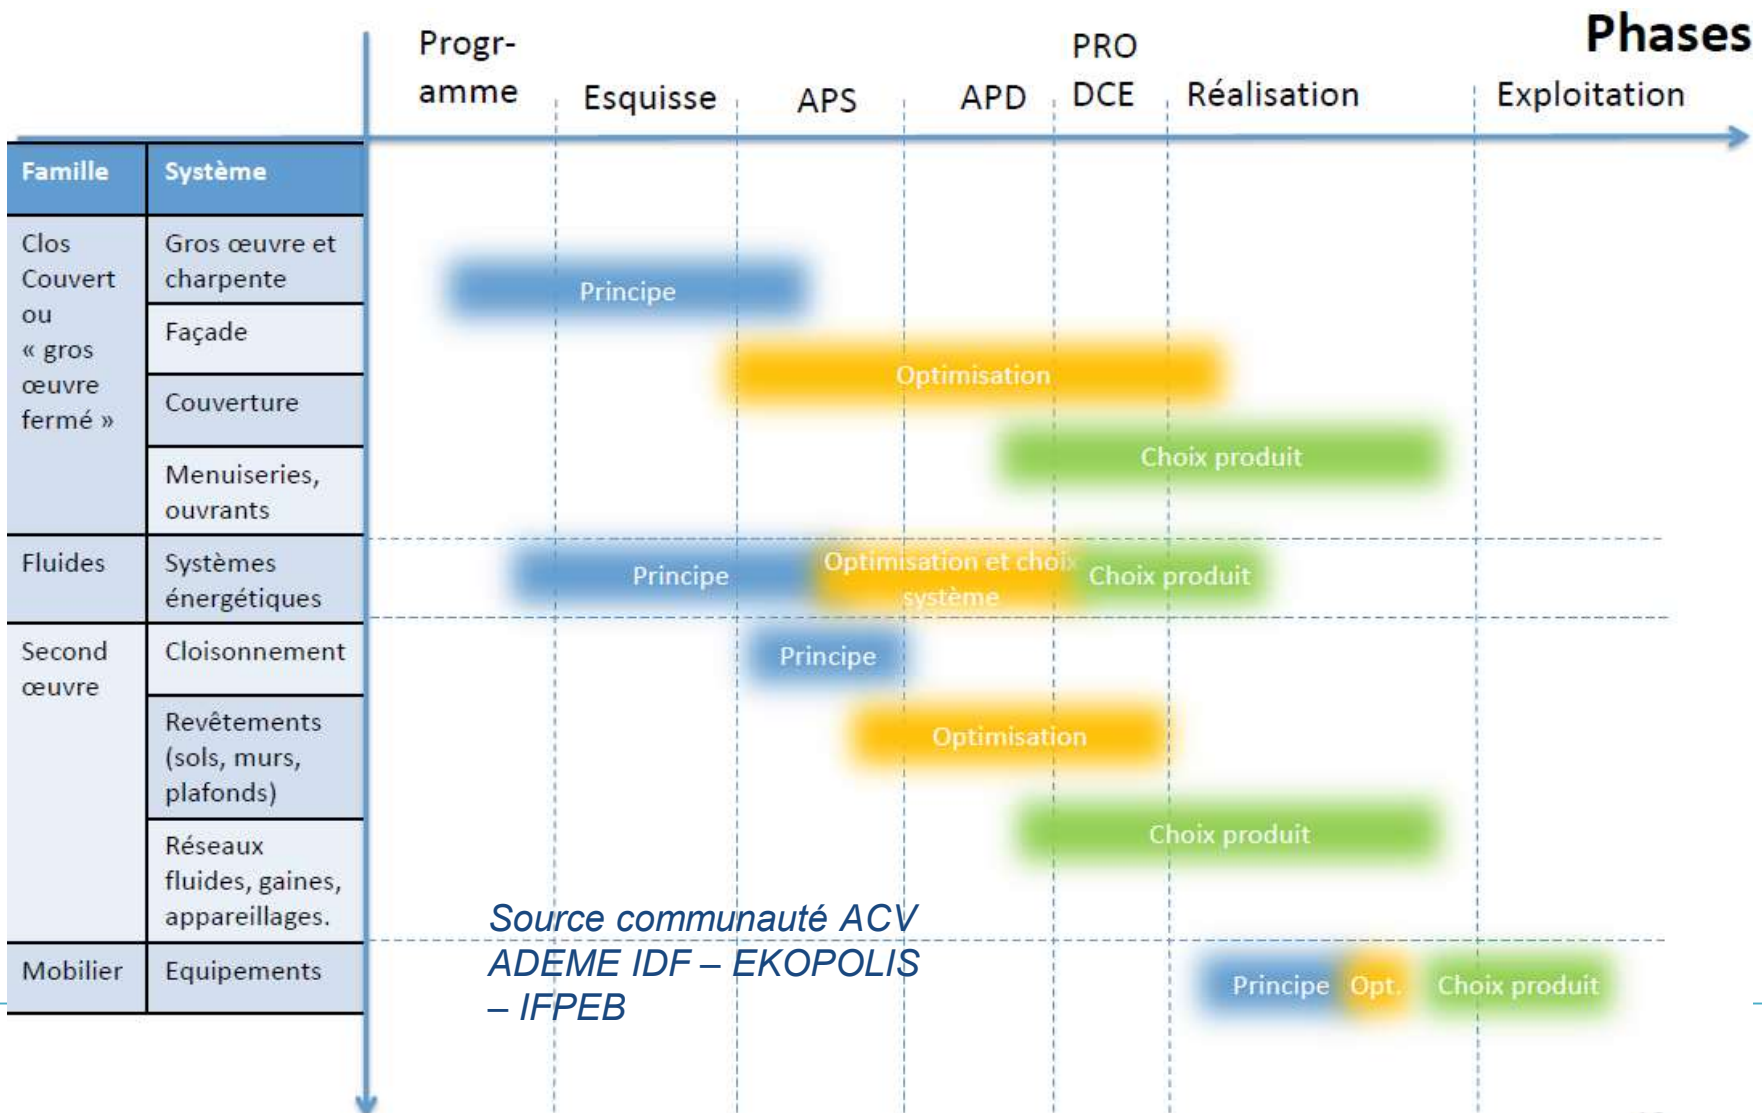 Phases
Progr-
amme
Esquisse
APS
APD
PRO
DCE
Réalisation
Exploitation
Famille
Système
Clos
Couvert
ou
« gros
œuvre
fermé »
Gros œuvre et
charpente
Façade
Couverture
Menuiseries,
ouvrants
Principe
Optimisation
Choix produit
Fluides
Systèmes
énergétiques
Principe
Optimisation et choix
système
Choix produit
Second
œuvre
Cloisonnement
Revêtements
(sols, murs,
plafonds)
Réseaux
fluides, gaines,
appareillages.
Principe
Optimisation
Choix produit
Source communauté ACV
ADEME IDF – EKOPOLIS
– IFPEB
Mobilier
Equipements
Principe
Opt.
Choix produit